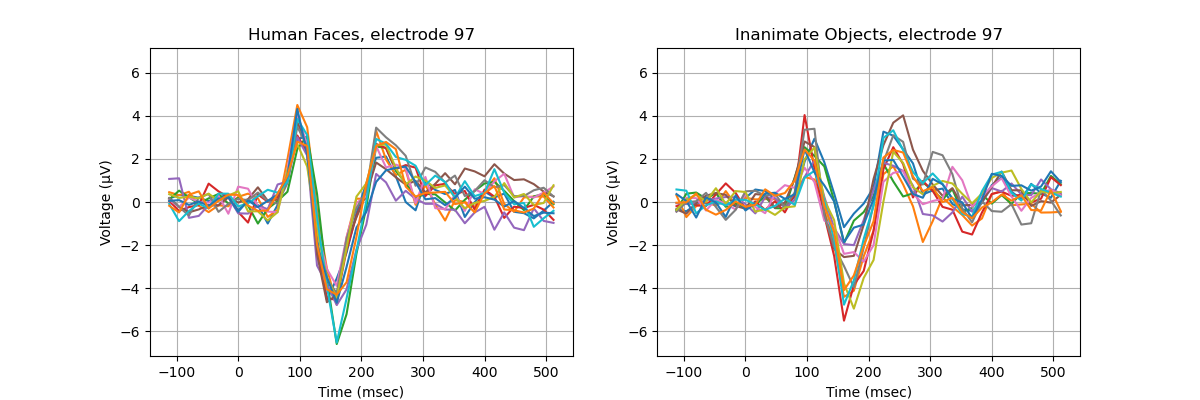 Human Faces, electrode 97
Voltage (μV)
6
4
2
0
−2
−4
−6
−100 0 100 200 300 400 500
Time (msec)
Inanimate Objects, electrode 97
Voltage (μV)
6
4
2
0
−2
−4
−6
−100 0 100 200 300 400 500
Time (msec)